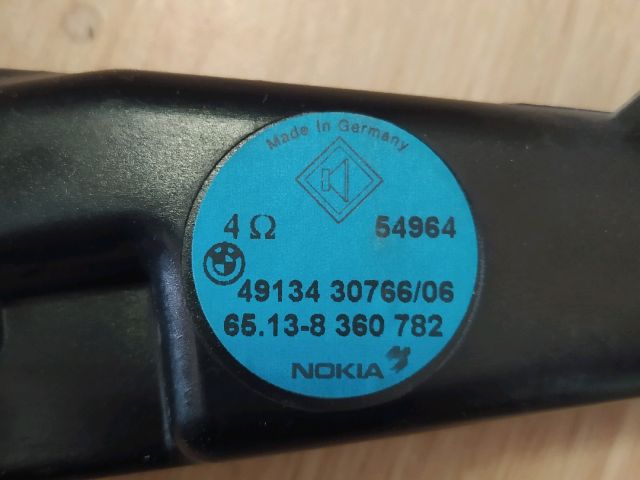 Made In Germany
4 Ω 54964
49134 30766/06
65.13-8 360 782
NOKIA